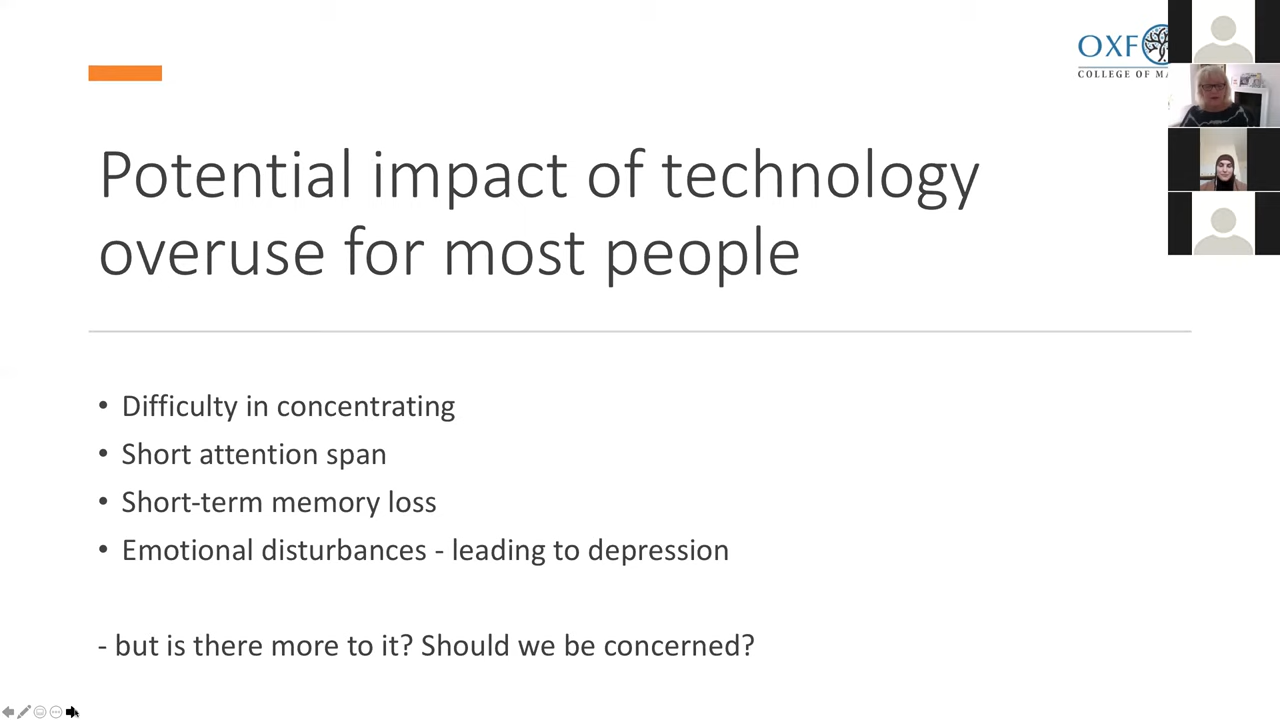 OXF
COLLEGE OF MA
Potential impact of technology
overuse for most people
• Difficulty in concentrating
• Short attention span
• Short-term memory loss
• Emotional disturbances - leading to depression
- but is there more to it? Should we be concerned?